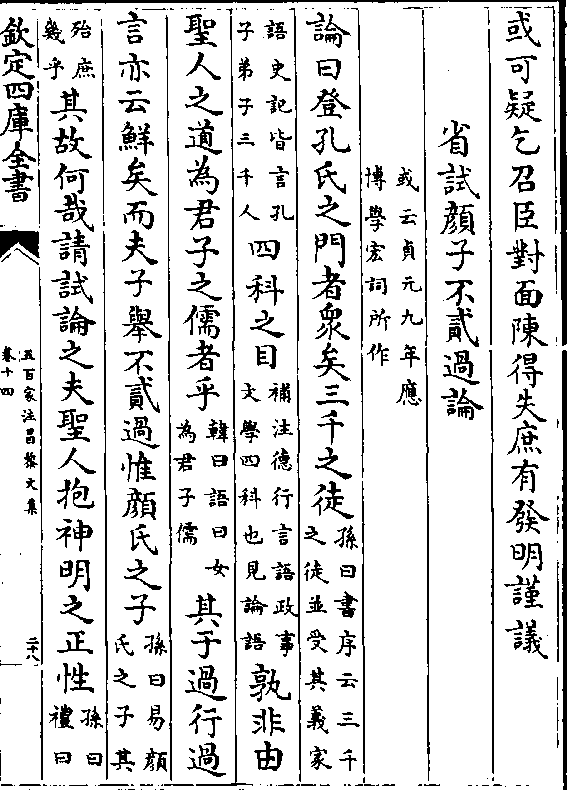 或可疑乞召臣對面陳得失庶有發明謹議
省試顔子不貳過論
或云貞元九年應
博學宏詞所作
論曰登孔氏之門者衆矣三千之徒
孫曰書序云三千
之徒並受其義家
語史記皆言孔
子弟子三千人
四科之目
補注德行言語政事
文學四科也見論語
孰非由
聖人之道為君子之儒者乎
韓曰語曰女
為君子儒
其于過行過
言亦云鮮矣而夫子舉不貳過惟顔氏之子
孫曰易顔
氏之子其
殆庶
幾乎
其故何哉請試論之夫聖人抱神明之正性
孫曰
禮曰
欽定四庫全書
五百家注昌黎文集
卷十四
二十八